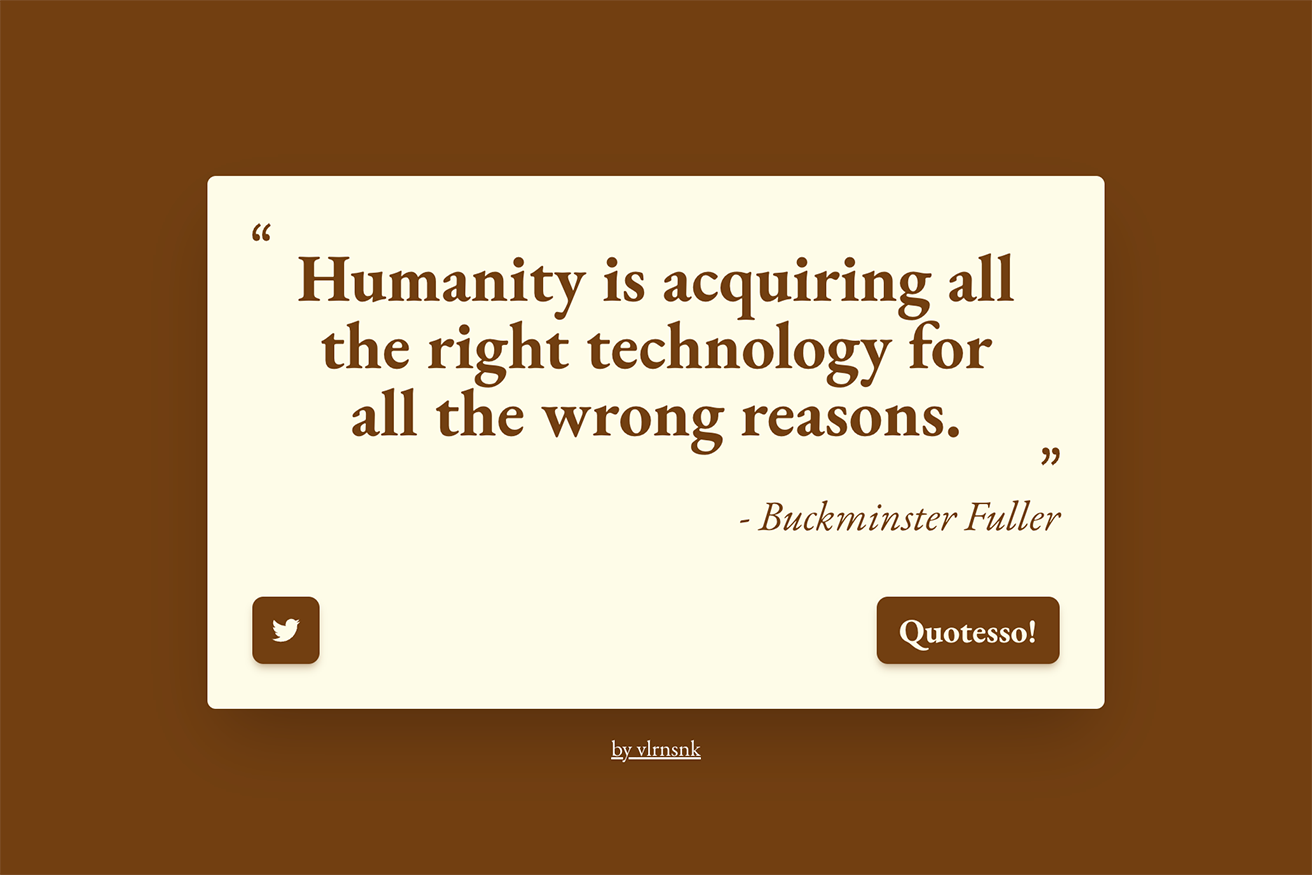 “
Humanity is acquiring all
the right technology for
all the wrong reasons.
”
- Buckminster Fuller
Quotesso!
by vlrnsnk